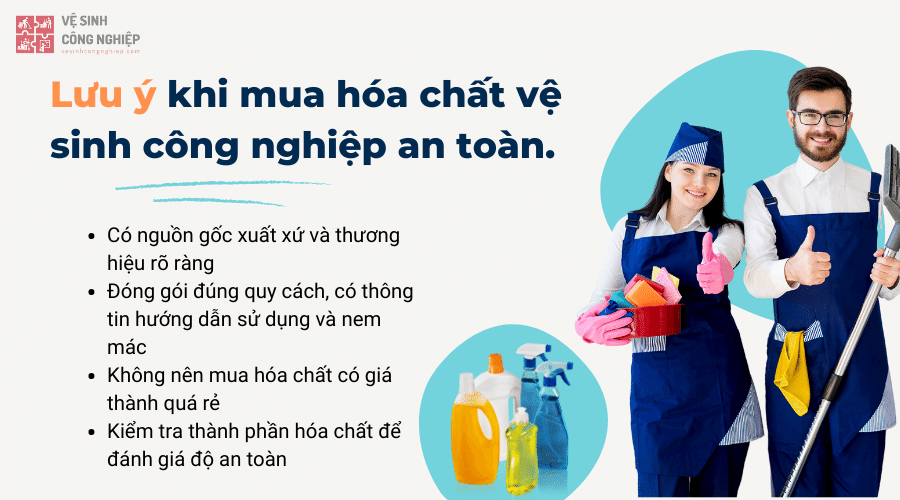 VỆ SINH
CÔNG NGHIỆP
vesinhcongnghiep.com
Lưu ý khi mua hóa chất vệ
sinh công nghiệp an toàn.
Có nguồn gốc xuất xứ và thương
hiệu rõ ràng
Đóng gói đúng quy cách, có thông
tin hướng dẫn sử dụng và nem
mác
Không nên mua hóa chất có giá
thành quá rẻ
Kiểm tra thành phần hóa chất để
đánh giá độ an toàn